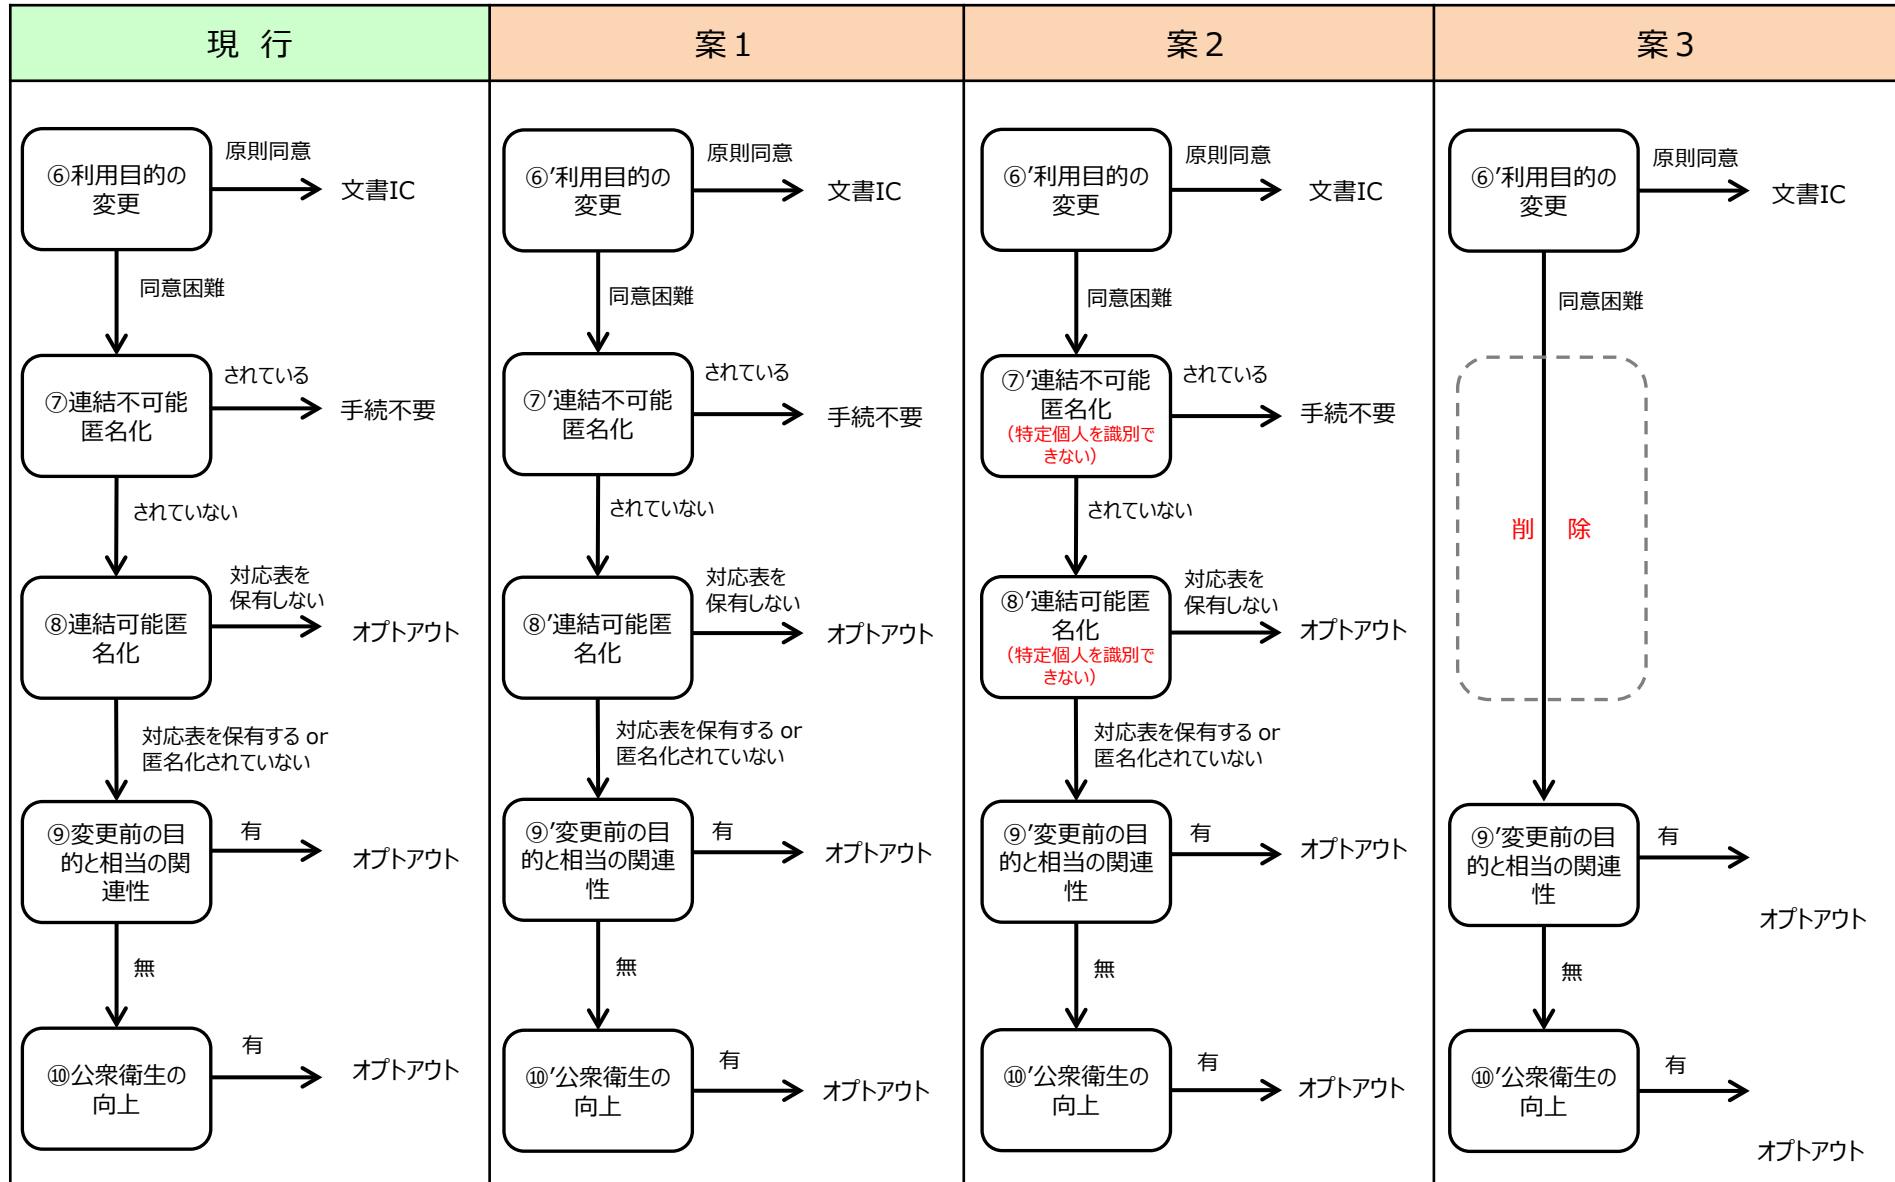 現 行
案１
案２
案３
⑥利用目的の
変更
原則同意
文書IC
同意困難
⑦連結不可能
匿名化
されている
手続不要
されていない
⑧連結可能匿
名化
対応表を
保有しない
オプトアウト
対応表を保有する or
匿名化されていない
⑨変更前の目
的と相当の関
連性
有
オプトアウト
無
⑩公衆衛生の
向上
有
オプトアウト
⑥’利用目的の
変更
原則同意
文書IC
同意困難
⑦’連結不可能
匿名化
されている
手続不要
されていない
⑧’連結可能匿
名化
対応表を
保有しない
オプトアウト
対応表を保有する or
匿名化されていない
⑨’変更前の目
的と相当の関連
性
有
オプトアウト
無
⑩’公衆衛生の
向上
有
オプトアウト
⑥’利用目的の
変更
原則同意
文書IC
同意困難
⑦’連結不可能
匿名化
（特定個人を識別で
きない）
されている
手続不要
されていない
⑧’連結可能匿
名化
（特定個人を識別で
きない）
対応表を
保有しない
オプトアウト
対応表を保有する or
匿名化されていない
⑨’変更前の目
的と相当の関連
性
有
オプトアウト
無
⑩’公衆衛生の
向上
有
オプトアウト
⑥’利用目的の
変更
原則同意
文書IC
同意困難
削 除
⑨’変更前の目
的と相当の関連
性
有
オプトアウト
無
⑩’公衆衛生の
向上
有
オプトアウト